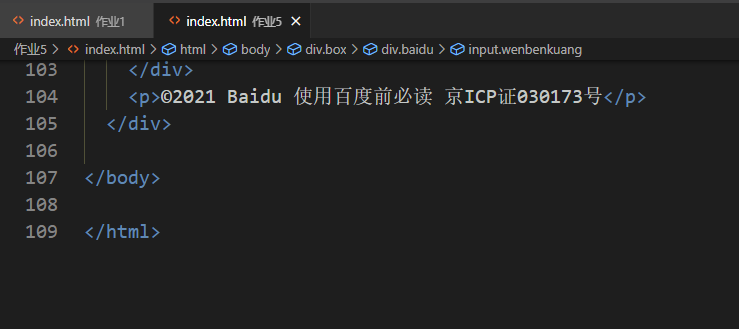 index.html 作业1 index.html 作业5
作业5 > index.html > html > body > div.box > div.baidu > input.wenbenkuang
103 </div>
104 <p>©2021 Baidu 使用百度前必读 京ICP证030173号</p>
105 </div>
106
107 </body>
108
109 </html>